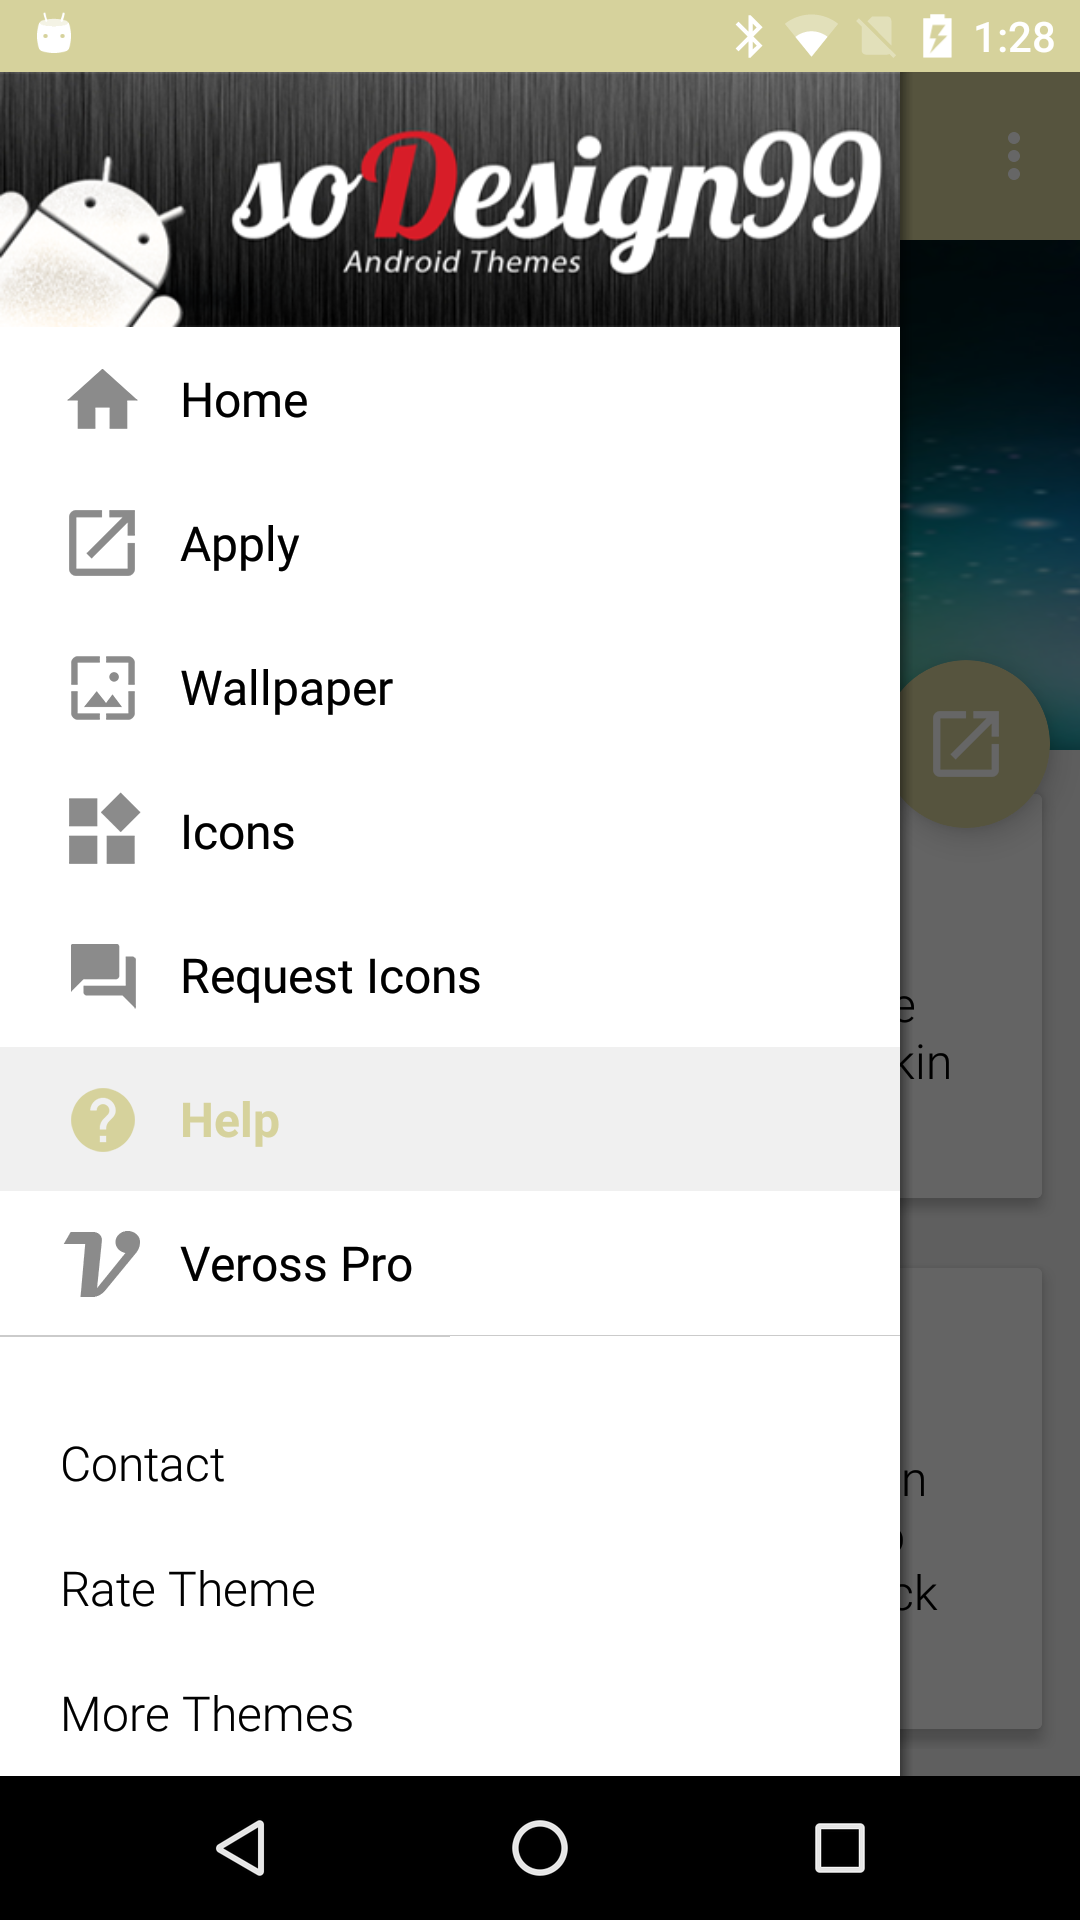 1:28
soDesign99
Android Themes
Home
Apply
Wallpaper
Icons
Request Icons
e
kin
Help
Veross Pro
Contact
n
Rate Theme
ck
More Themes